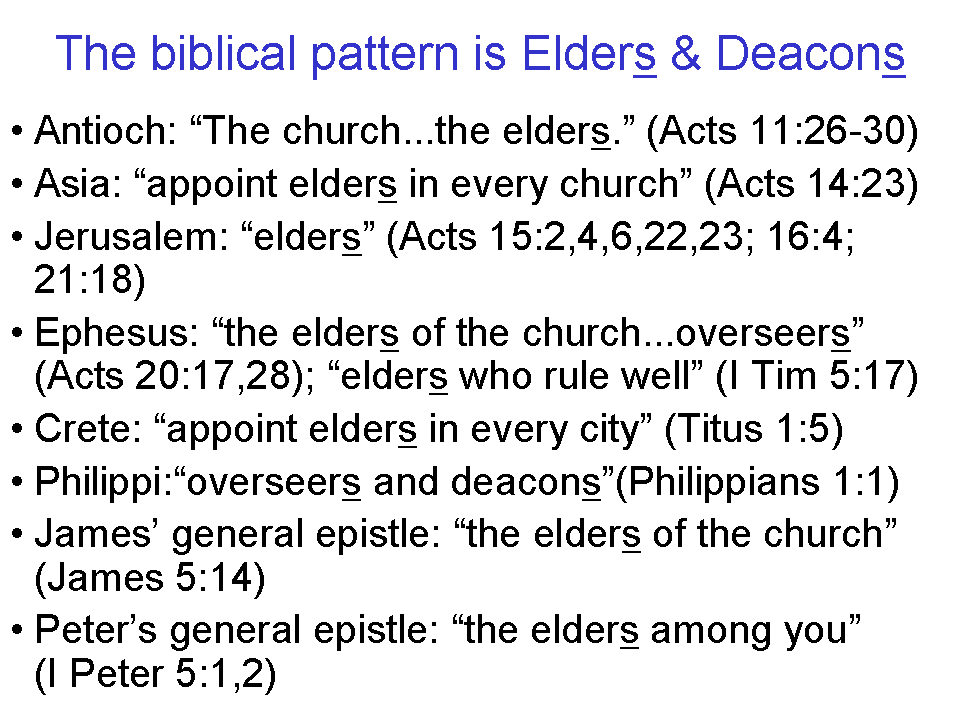 The biblical pattern is Elders & Deacons
• Antioch: “The church...the elders.” (Acts 11:26-30)
• Asia: “appoint elders in every church” (Acts 14:23)
• Jerusalem: “elders” (Acts 15:2,4,6,22,23; 16:4;
21:18)
• Ephesus: “the elders of the church...overseers”
(Acts 20:17,28); “elders who rule well” (I Tim 5:17)
• Crete: “appoint elders in every city” (Titus 1:5)
• Philippi:“overseers and deacons”(Philippians 1:1)
• James’ general epistle: “the elders of the church”
(James 5:14)
• Peter’s general epistle: “the elders among you”
(I Peter 5:1,2)